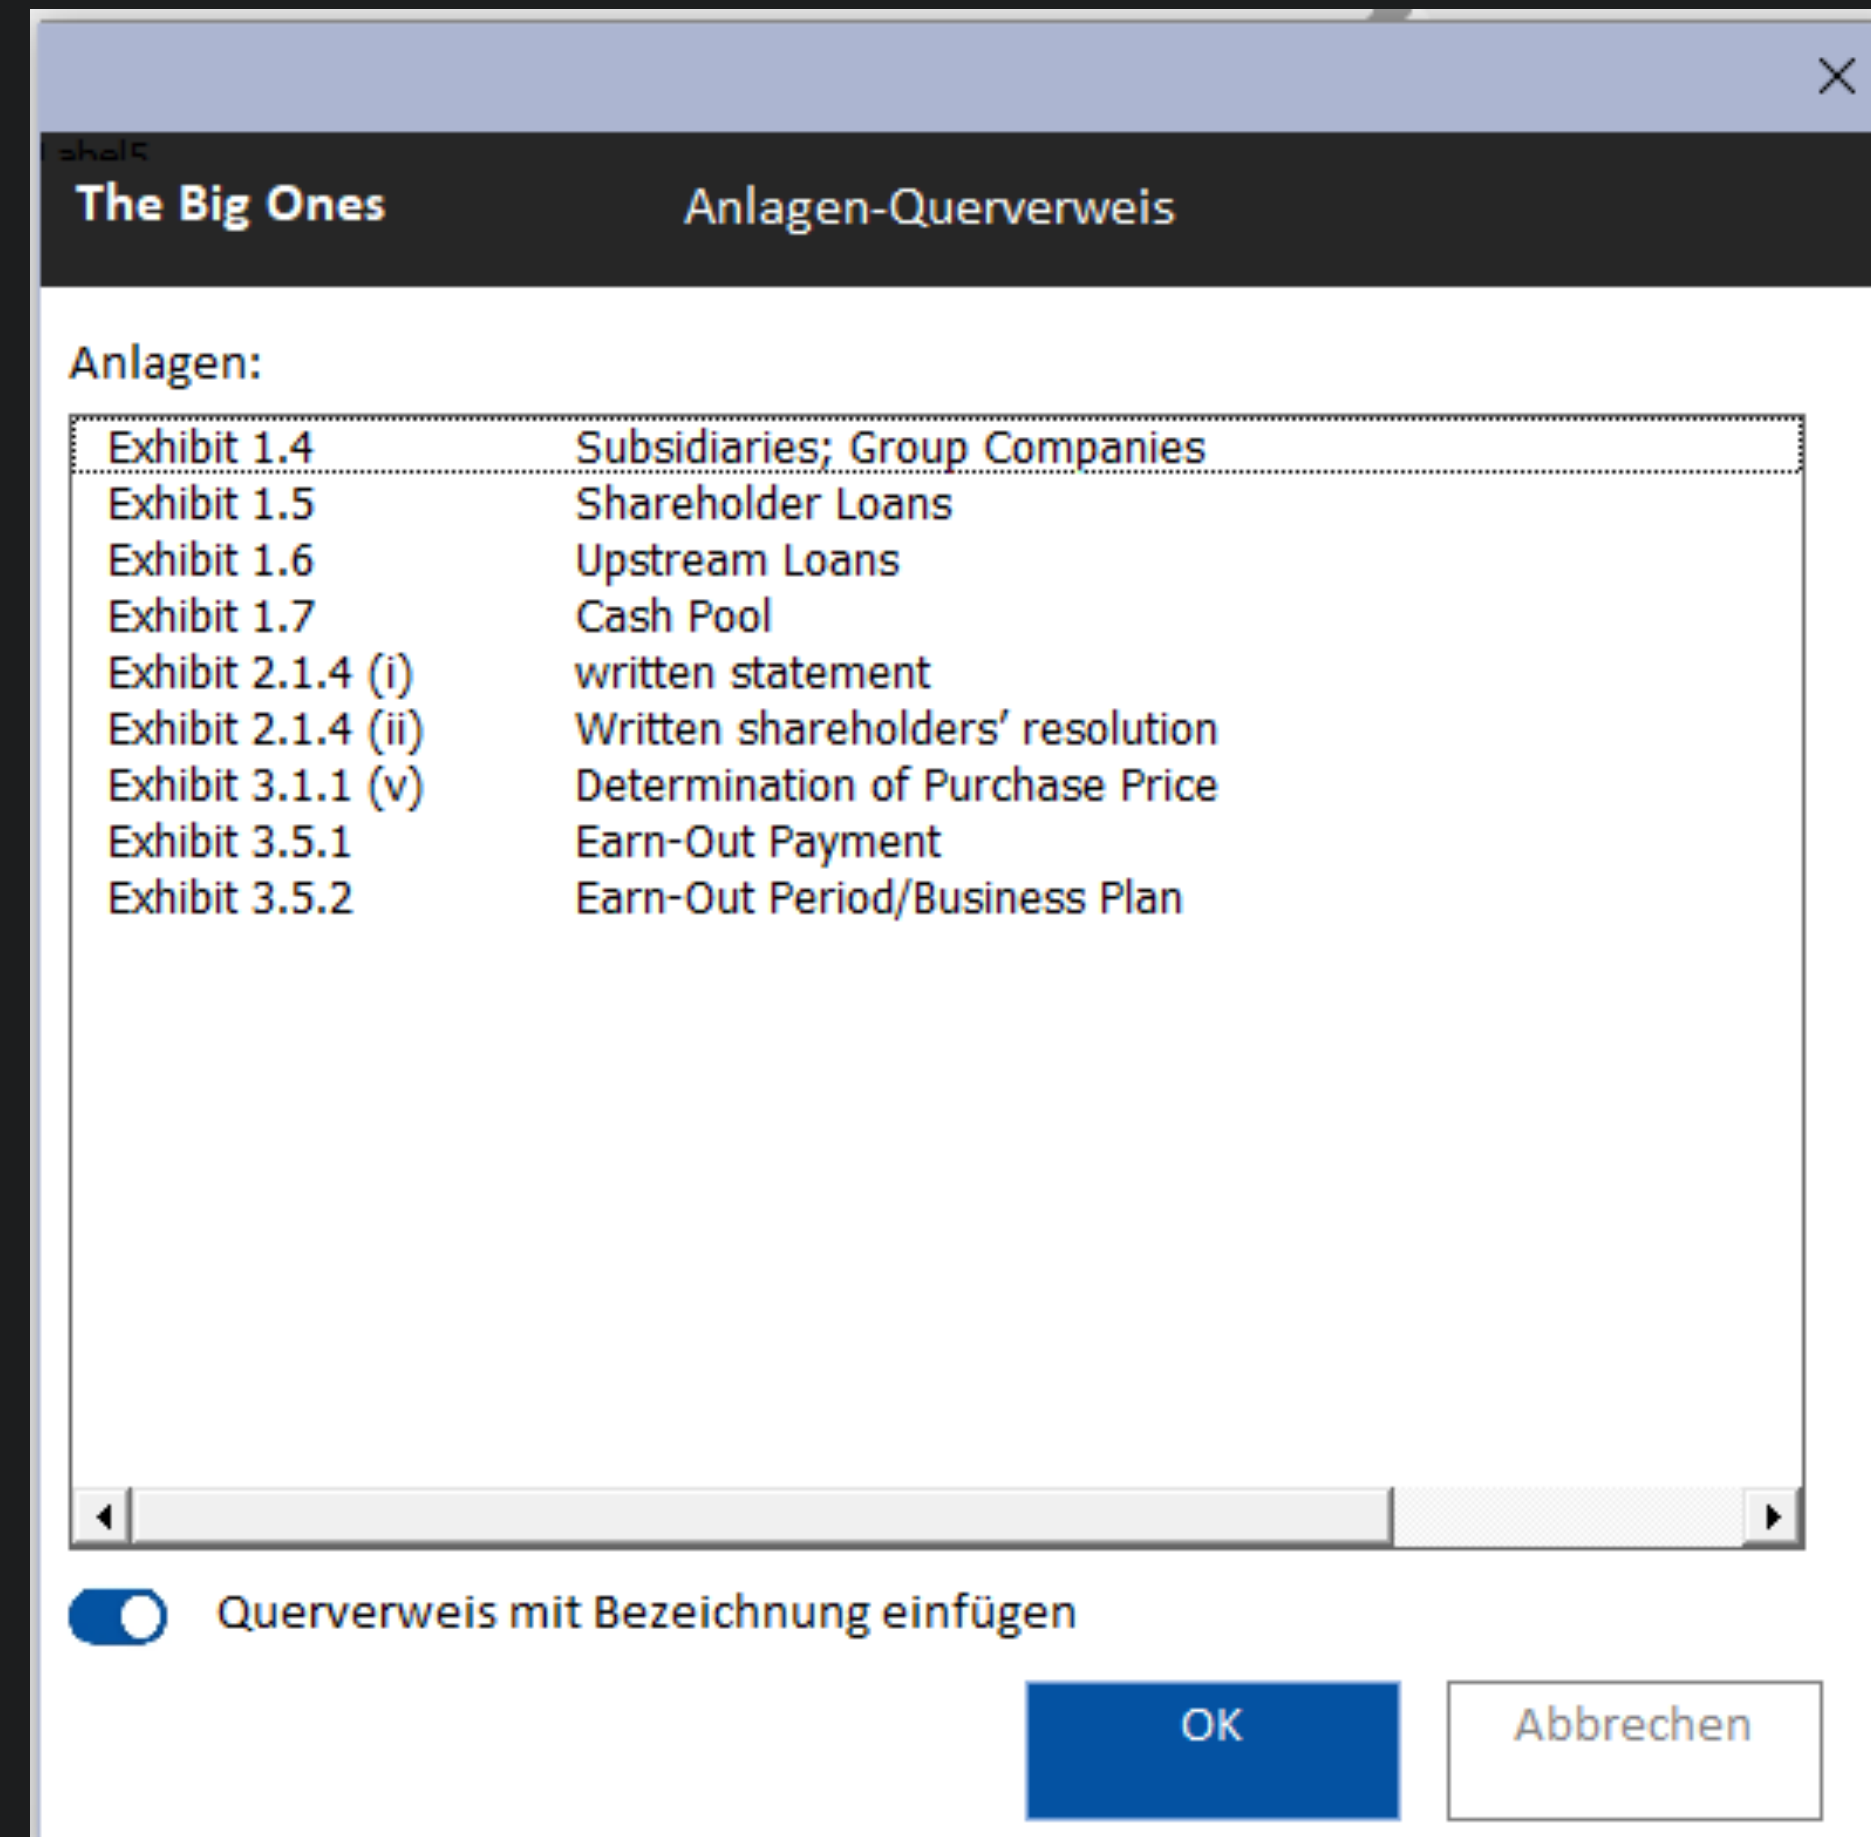 Label5
The Big Ones Anlagen-Querverweis
Anlagen:
Exhibit 1.4 Subsidiaries; Group Companies
Exhibit 1.5 Shareholder Loans
Exhibit 1.6 Upstream Loans
Exhibit 1.7 Cash Pool
Exhibit 2.1.4 (i) written statement
Exhibit 2.1.4 (ii) Written shareholders’ resolution
Exhibit 3.1.1 (v) Determination of Purchase Price
Exhibit 3.5.1 Earn-Out Payment
Exhibit 3.5.2 Earn-Out Period/Business Plan
Querverweis mit Bezeichnung einfügen
OK Abbrechen